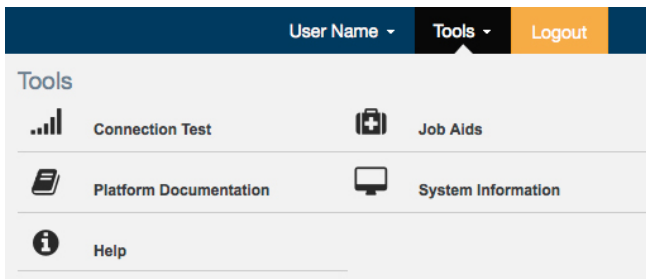 User Name Tools Logout
Tools
Connection Test Job Aids
Platform Documentation System Information
Help